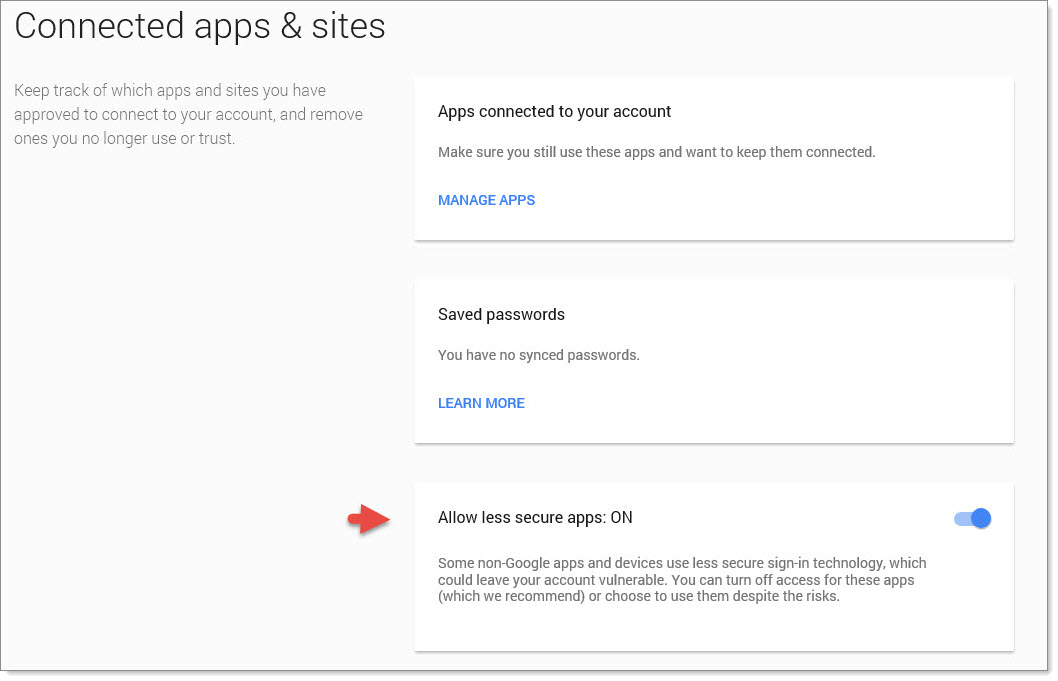 Connected apps & sites
Keep track of which apps and sites you have
approved to connect to your account, and remove
ones you no longer use or trust.
Apps connected to your account
Make sure you still use these apps and want to keep them connected.
MANAGE APPS
Saved passwords
You have no synced passwords.
LEARN MORE
Allow less secure apps: ON
Some non-Google apps and devices use less secure sign-in technology, which
could leave your account vulnerable. You can turn off access for these apps
(which we recommend) or choose to use them despite the risks.